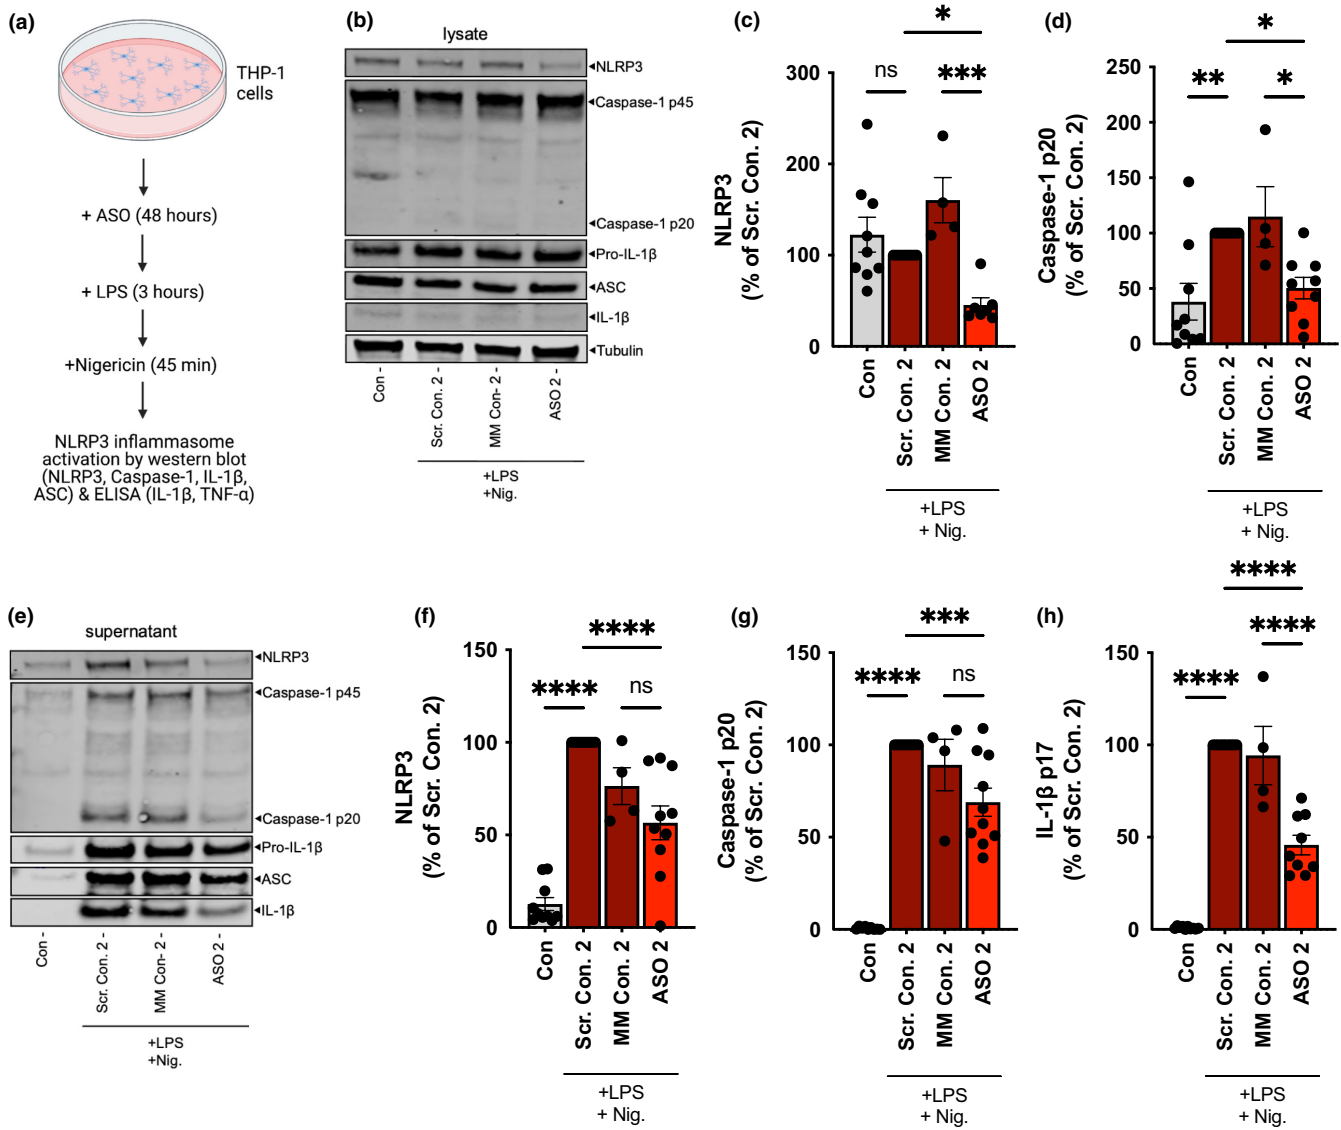 (a)
THP-1
cells
+ ASO (48 hours)
+ LPS (3 hours)
+Nigericin (45 min)
NLRP3 inflammasome
activation by western blot
(NLRP3, Caspase-1, IL-1β,
ASC) & ELISA (IL-1β, TNF-α)
(b)
lysate
NLRP3
Caspase-1 p45
Caspase-1 p20
Pro-IL-1β
ASC
IL-1β
Tubulin
Con -
Scr. Con. 2 -
MM Con- 2 -
ASO 2 -
+LPS
+Nig.
(c)
*
ns
***
300
200
100
0
NLRP3
(% of Scr. Con. 2)
Con
Scr. Con. 2
MM Con. 2
ASO 2
+LPS
+ Nig.
(d)
*
**
*
250
200
150
100
50
0
Caspase-1 p20
(% of Scr. Con. 2)
Con
Scr. Con. 2
MM Con. 2
ASO 2
+LPS
+ Nig.
(e)
supernatant
NLRP3
Caspase-1 p45
Caspase-1 p20
Pro-IL-1β
ASC
IL-1β
Con -
Scr. Con. 2 -
MM Con- 2 -
ASO 2 -
+LPS
+Nig.
(f)
****
****
ns
150
100
50
0
NLRP3
(% of Scr. Con. 2)
Con
Scr. Con. 2
MM Con. 2
ASO 2
+LPS
+ Nig.
(g)
***
****
ns
150
100
50
0
Caspase-1 p20
(% of Scr. Con. 2)
Con
Scr. Con. 2
MM Con. 2
ASO 2
+LPS
+ Nig.
(h)
****
****
****
150
100
50
0
IL-1β p17
(% of Scr. Con. 2)
Con
Scr. Con. 2
MM Con. 2
ASO 2
+LPS
+ Nig.